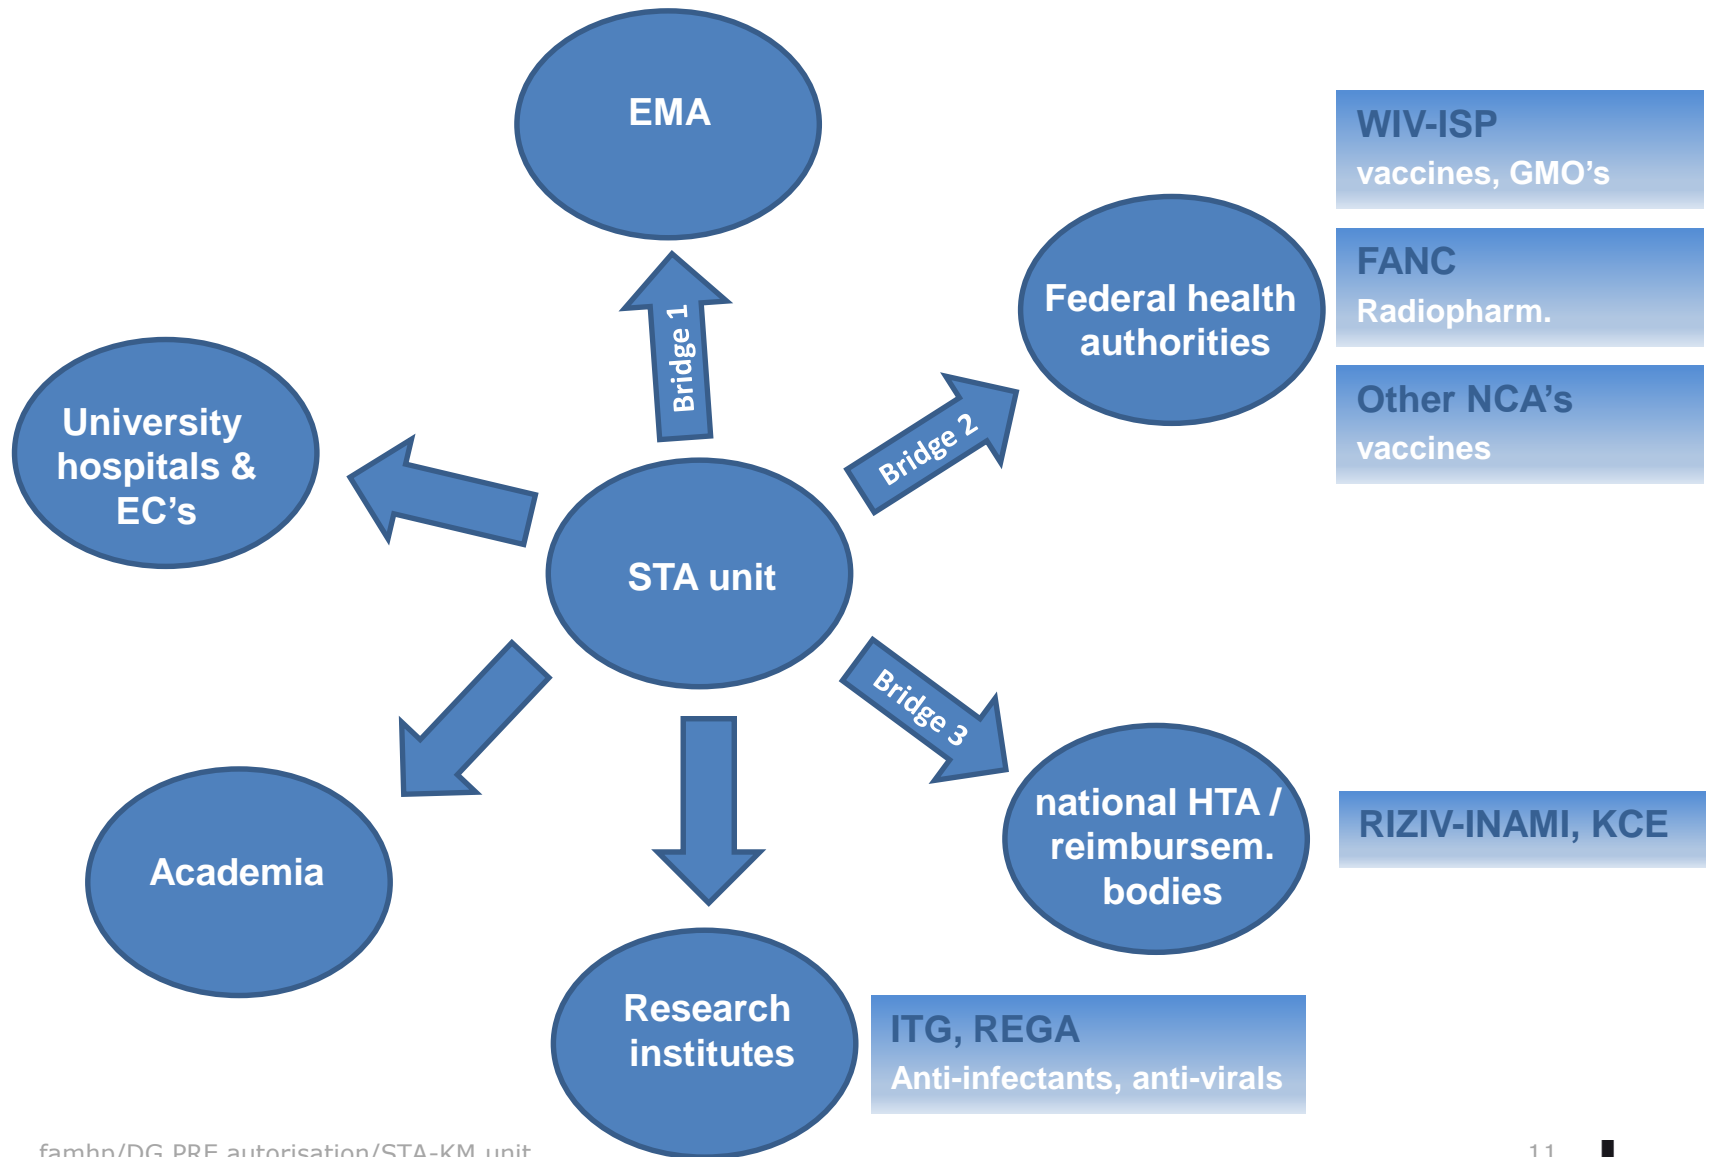 EMA
WIV-ISP
vaccines, GMO's
Federal health
authorities
FANC
Radiopharm.
Other NCA's
vaccines
Bridge 1
Bridge 2
University
hospitals &
EC's
STA unit
Bridge 3
national HTA /
reimbursem.
bodies
RIZIV-INAMI, KCE
Academia
Research
institutes
ITG, REGA
Anti-infectants, anti-virals
famhp/DG PRE autorisation/STA-KM unit
11